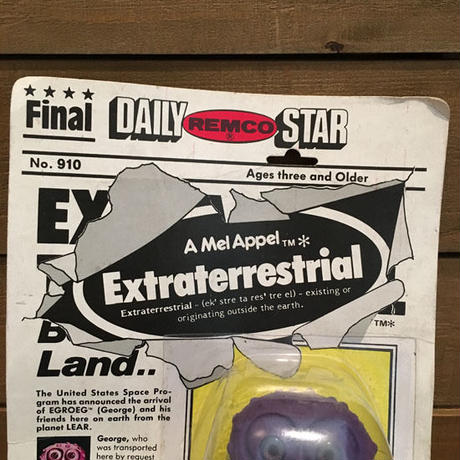 ★★★★
Final DAILY REMCO® STAR
No. 910
Ages three and Older
EX
A Mel Appel TM*
Extraterrestrial
Extraterrestrial – (ek' stre ta res' tre el) – existing or
originating outside the earth.
TM*
B
Land..
The United States Space Pro-
gram has announced the arrival
of EGROEG™ (George) and his
friends here on earth from the
planet LEAR.
George, who
was transported
here by request